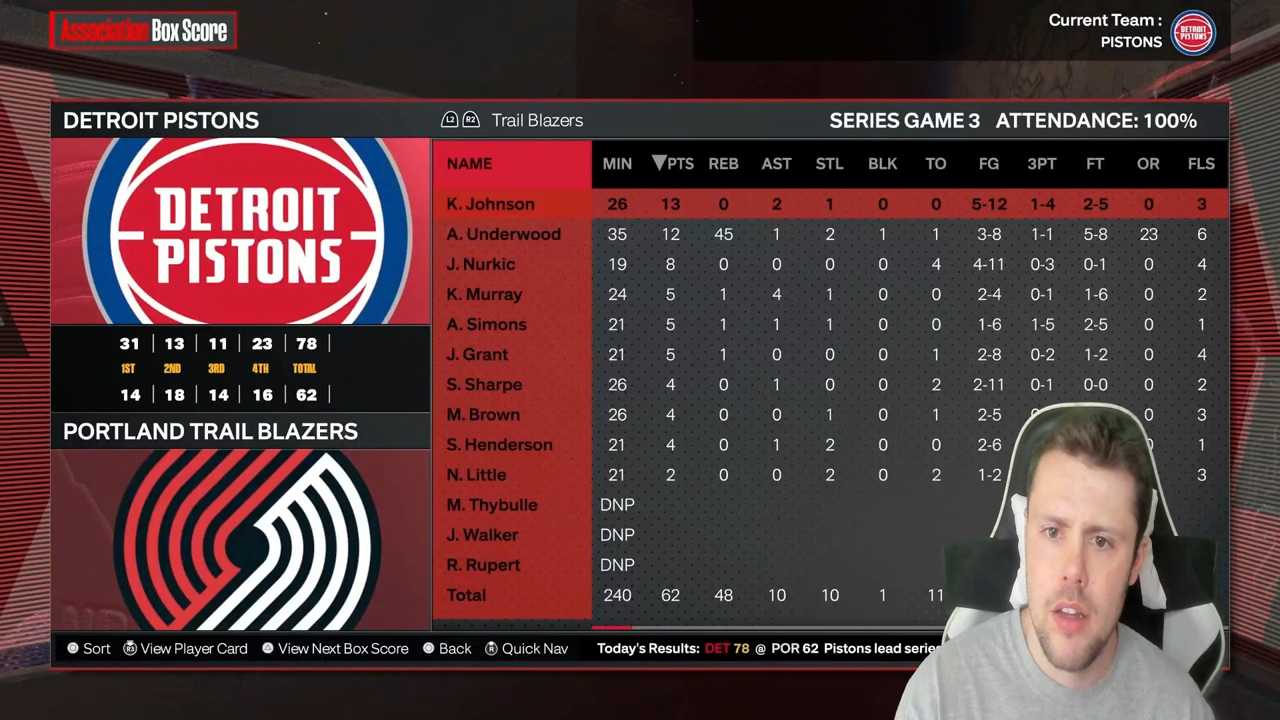 Association Box Score
Current Team :
PISTONS
DETROIT PISTONS
L2 R2 Trail Blazers
SERIES GAME 3 ATTENDANCE: 100%
DETROIT
PISTONS
31 | 13 | 11 | 23 | 78 |
1ST 2ND 3RD 4TH TOTAL
14 | 18 | 14 | 16 | 62 |
PORTLAND TRAIL BLAZERS
NAME MIN PTS REB AST STL BLK TO FG 3PT FT OR FLS
K. Johnson 26 13 0 2 1 0 0 5-12 1-4 2-5 0 3
A. Underwood 35 12 45 1 2 1 1 3-8 1-1 5-8 23 6
J. Nurkic 19 8 0 0 0 0 4 4-11 0-3 0-1 0 4
K. Murray 24 5 1 4 1 0 0 2-4 0-1 1-6 0 2
A. Simons 21 5 1 1 1 0 0 1-6 1-5 2-5 0 1
J. Grant 21 5 1 0 0 0 1 2-8 0-2 1-2 0 4
S. Sharpe 26 4 0 1 0 0 2 2-11 0-1 0-0 0 2
M. Brown 26 4 0 0 1 0 1 2-5 0 3
S. Henderson 21 4 0 1 2 0 0 2-6 1
N. Little 21 2 0 0 2 0 2 1-2 3
M. Thybulle DNP
J. Walker DNP
R. Rupert DNP
Total 240 62 48 10 10 1 11
Sort View Player Card View Next Box Score Back Quick Nav Today's Results: DET 78 @ POR 62 Pistons lead